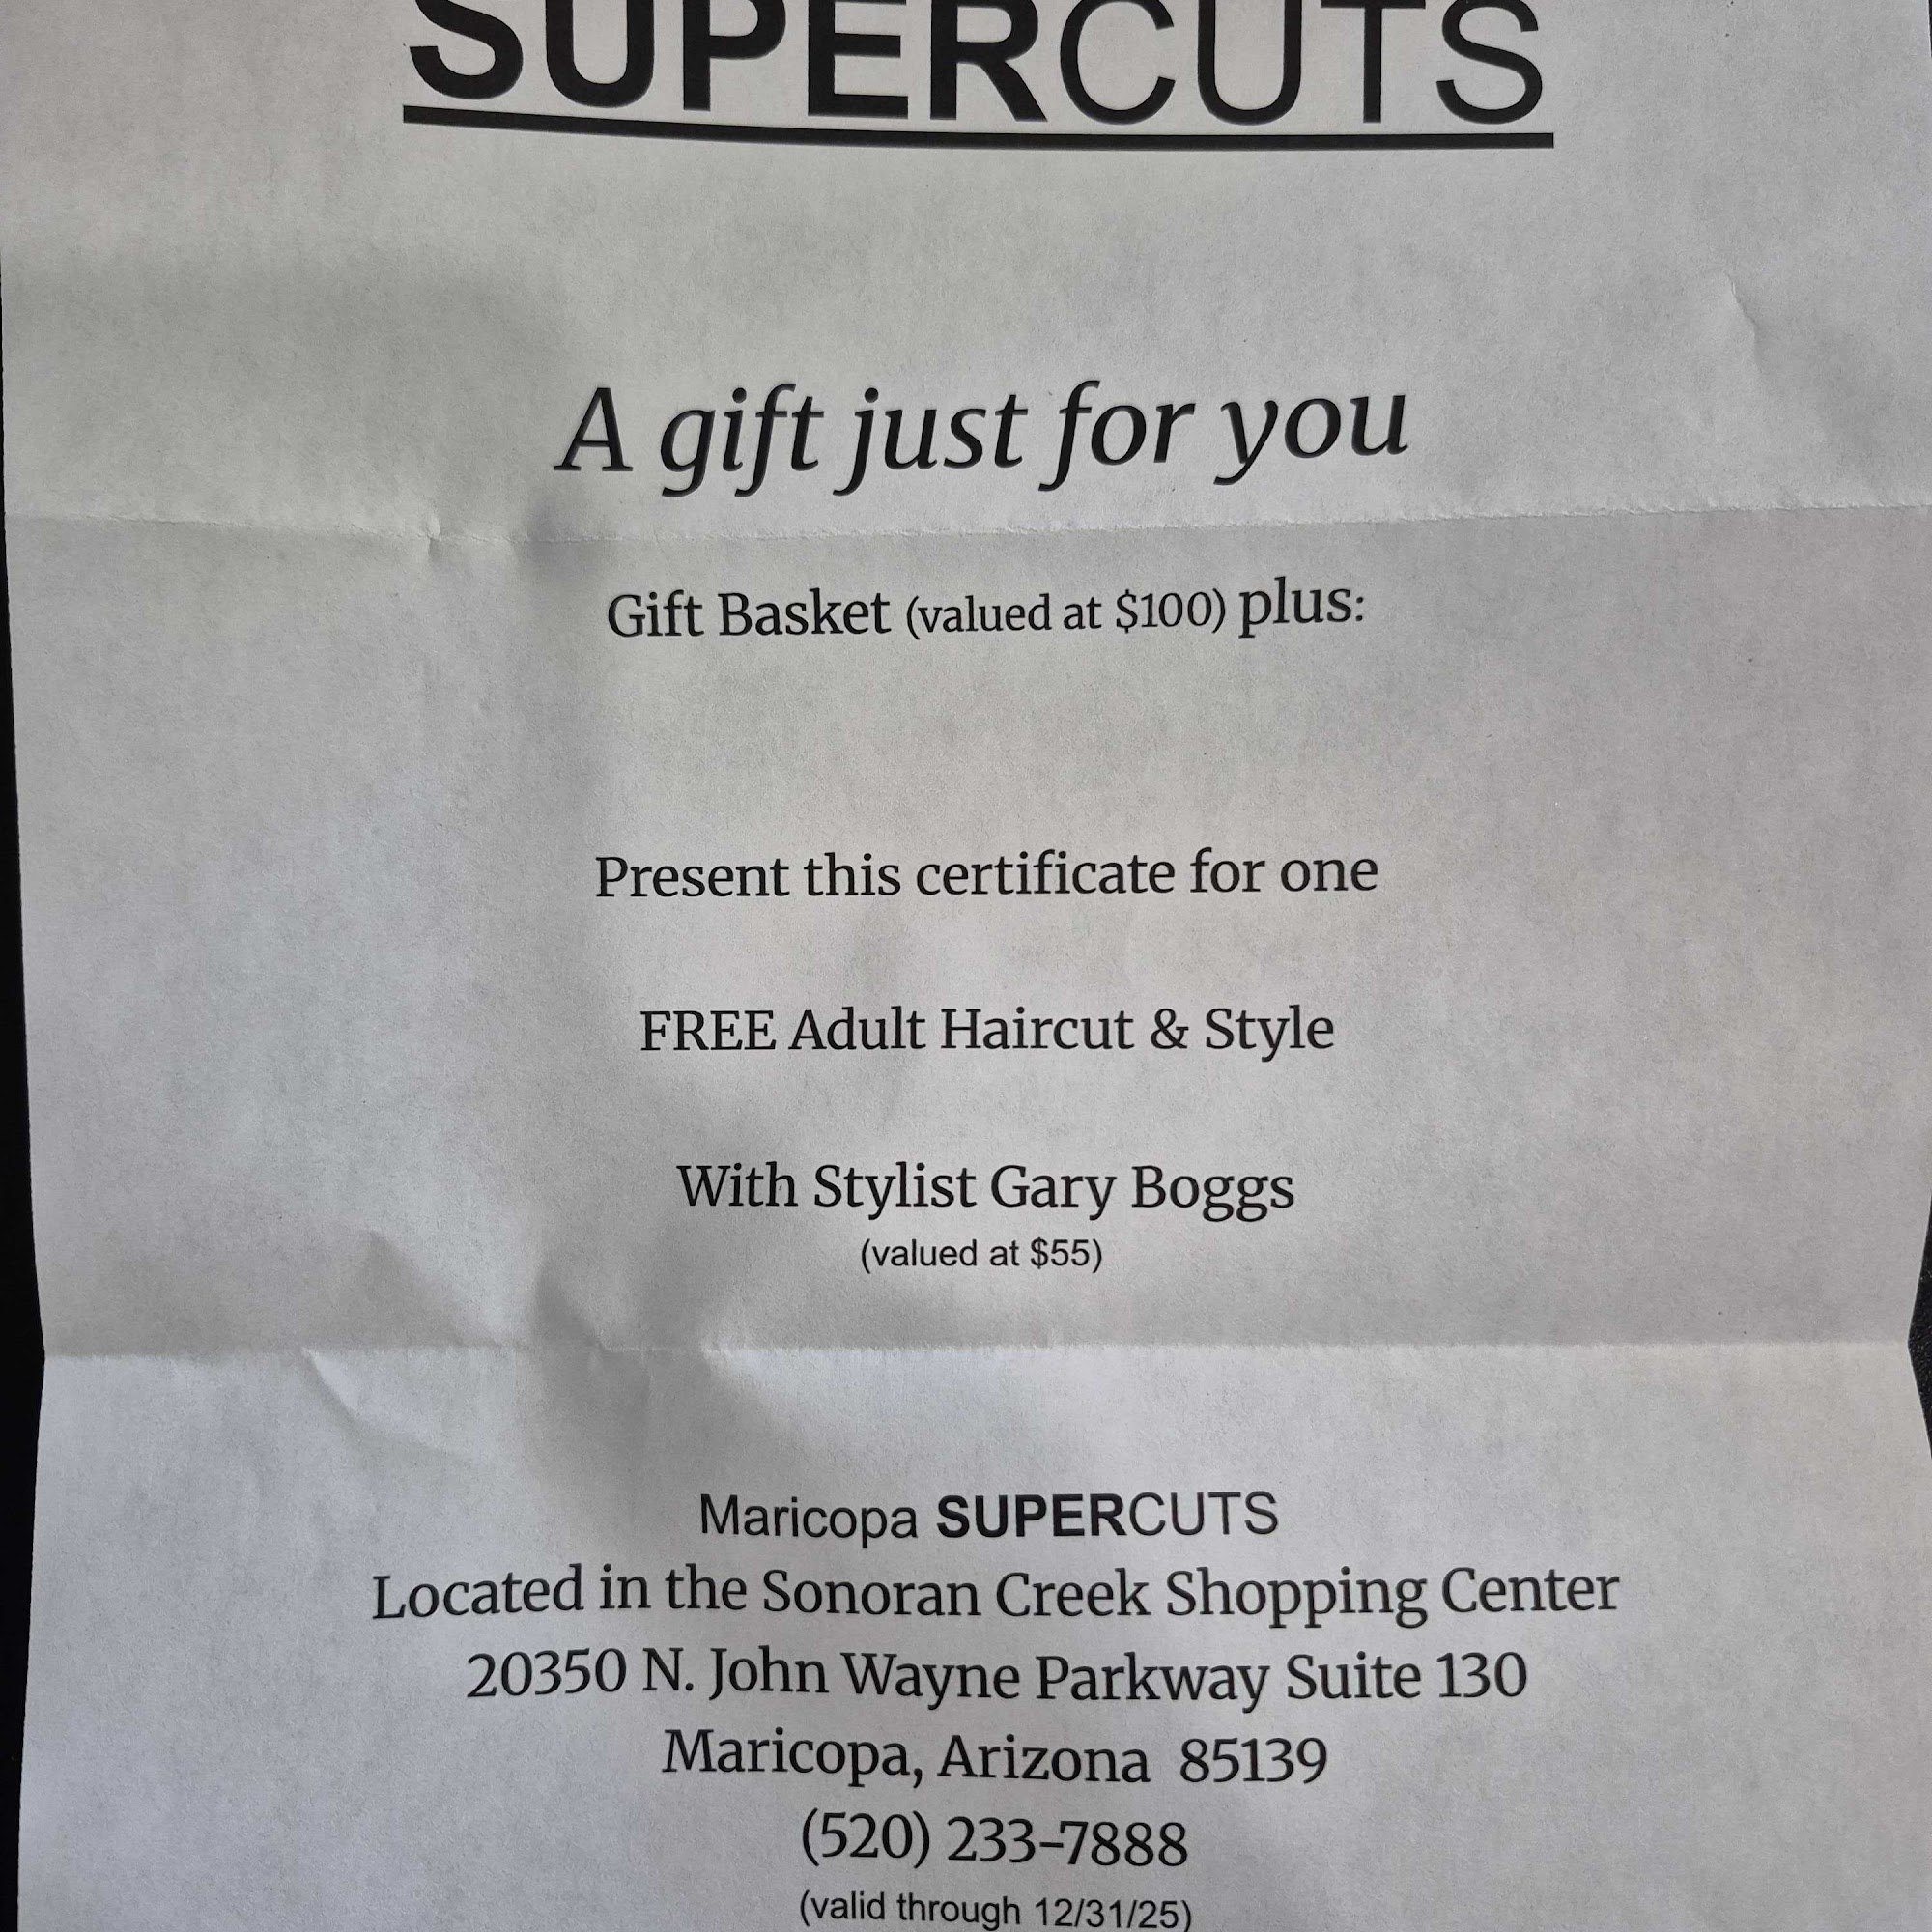 SUPERCUTS
A gift just for you
Gift Basket (valued at $100) plus:
Present this certificate for one
FREE Adult Haircut & Style
With Stylist Gary Boggs
(valued at $55)
Maricopa SUPERCUTS
Located in the Sonoran Creek Shopping Center
20350 N. John Wayne Parkway Suite 130
Maricopa, Arizona  85139
(520) 233-7888
(valid through 12/31/25)